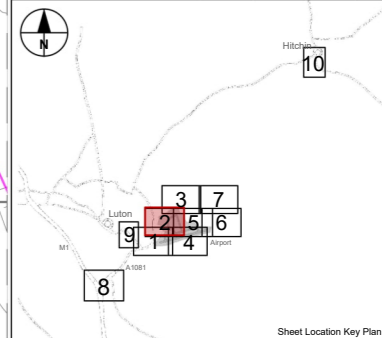 N
Hitchin
10
3 7
Luton
2 5 6
9
1 4
Airport
M1
A1081
8
Sheet Location Key Plan